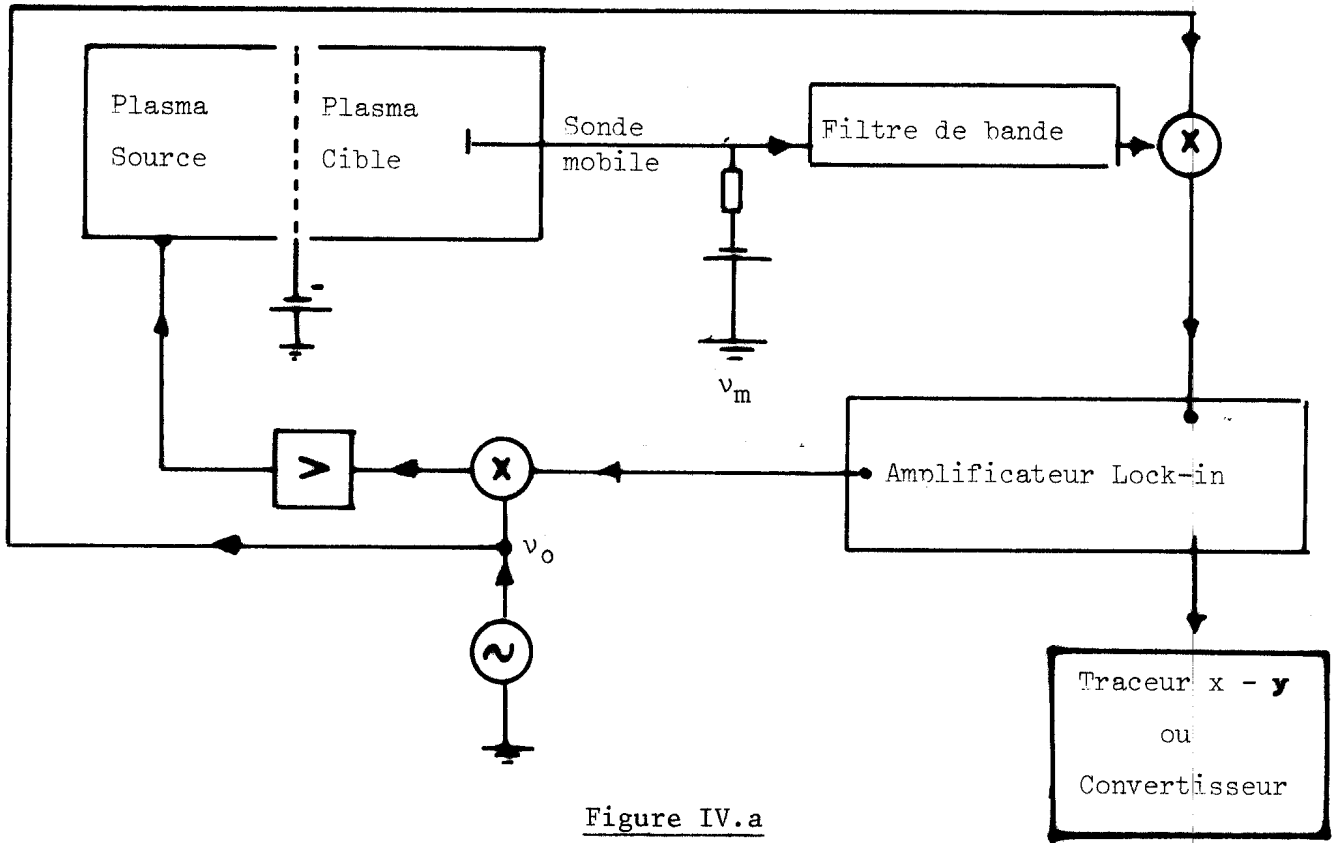 Plasma
Source
Plasma
Cible
Sonde
mobile
Filtre de bande
X
νm
X
>
Amplificateur Lock-in
νo
~
Traceur x - y
ou
Convertisseur
Figure IV.a